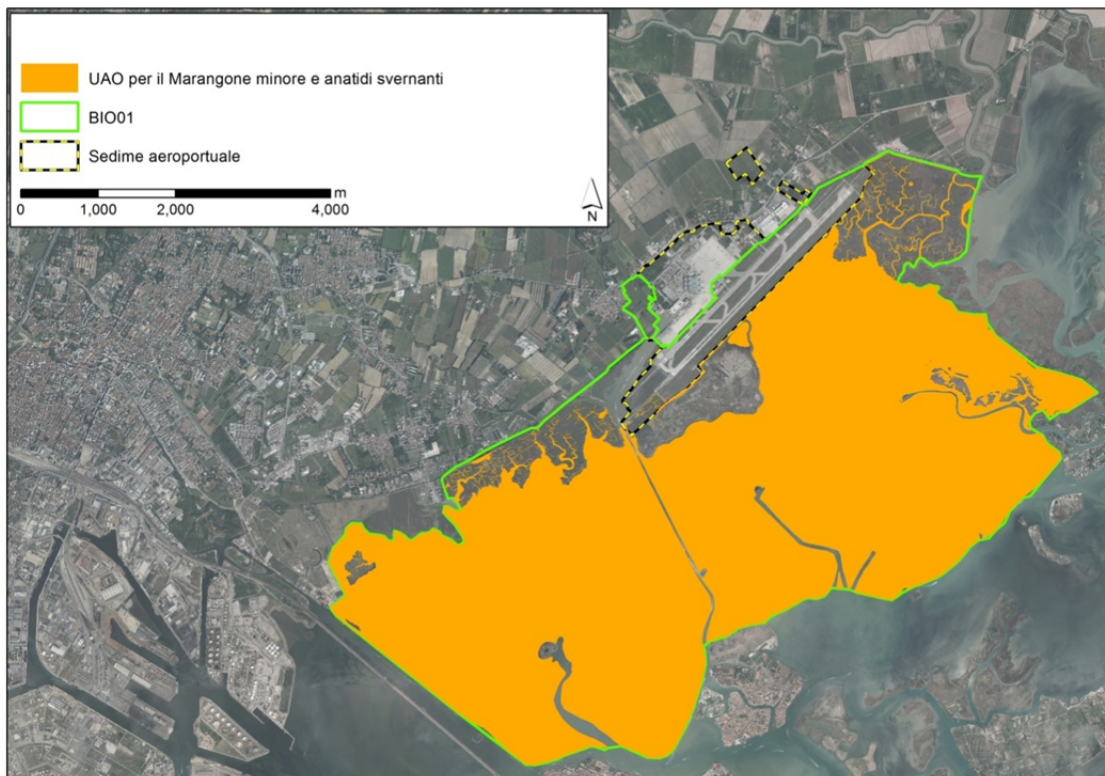 UAO per il Marangone minore e anatidi svernanti
BIO01
Sedime aeroportuale
m
0 1,000 2,000 4,000
N